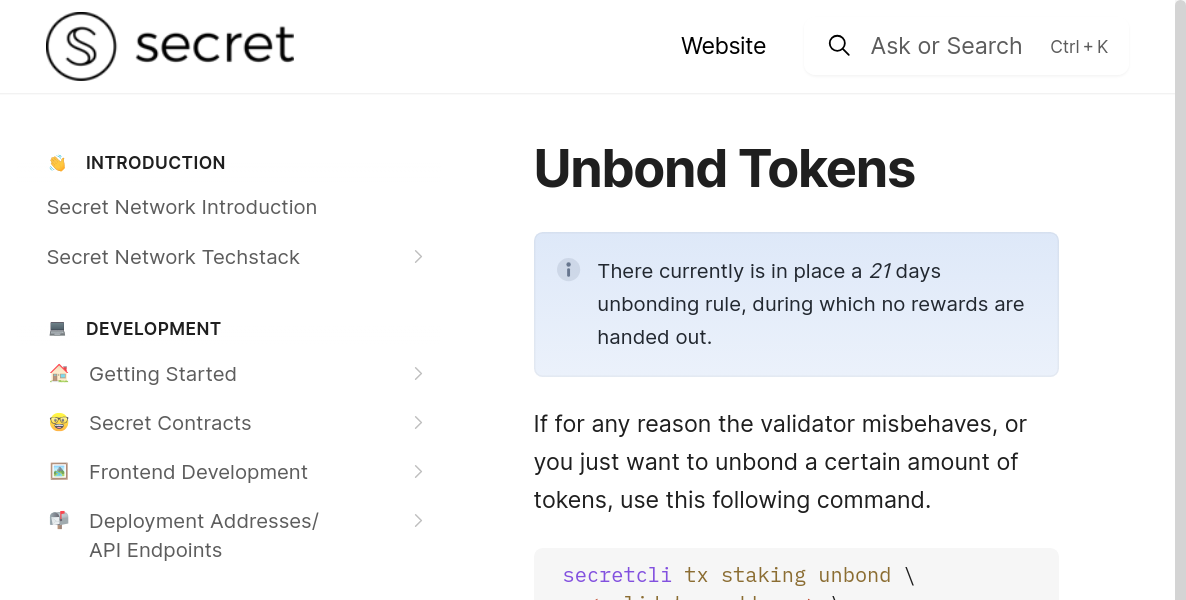 secret
Website
Ask or Search Ctrl + K
INTRODUCTION
Secret Network Introduction
Secret Network Techstack
DEVELOPMENT
Getting Started
Secret Contracts
Frontend Development
Deployment Addresses/
API Endpoints
Unbond Tokens
There currently is in place a 21 days
unbonding rule, during which no rewards are
handed out.
If for any reason the validator misbehaves, or
you just want to unbond a certain amount of
tokens, use this following command.
secretcli tx staking unbond \